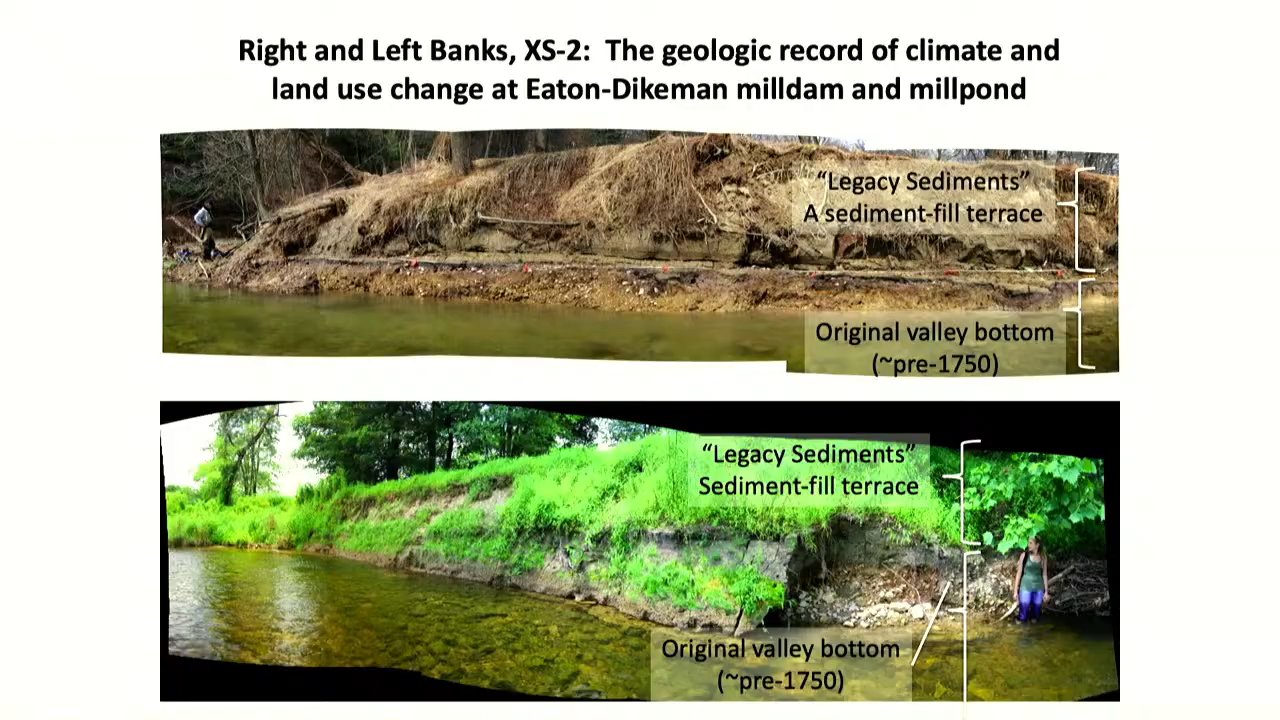 Right and Left Banks, XS-2: The geologic record of climate and
land use change at Eaton-Dikeman milldam and millpond
“Legacy Sediments”
A sediment-fill terrace
Original valley bottom
(~pre-1750)
“Legacy Sediments”
Sediment-fill terrace
Original valley bottom
(~pre-1750)